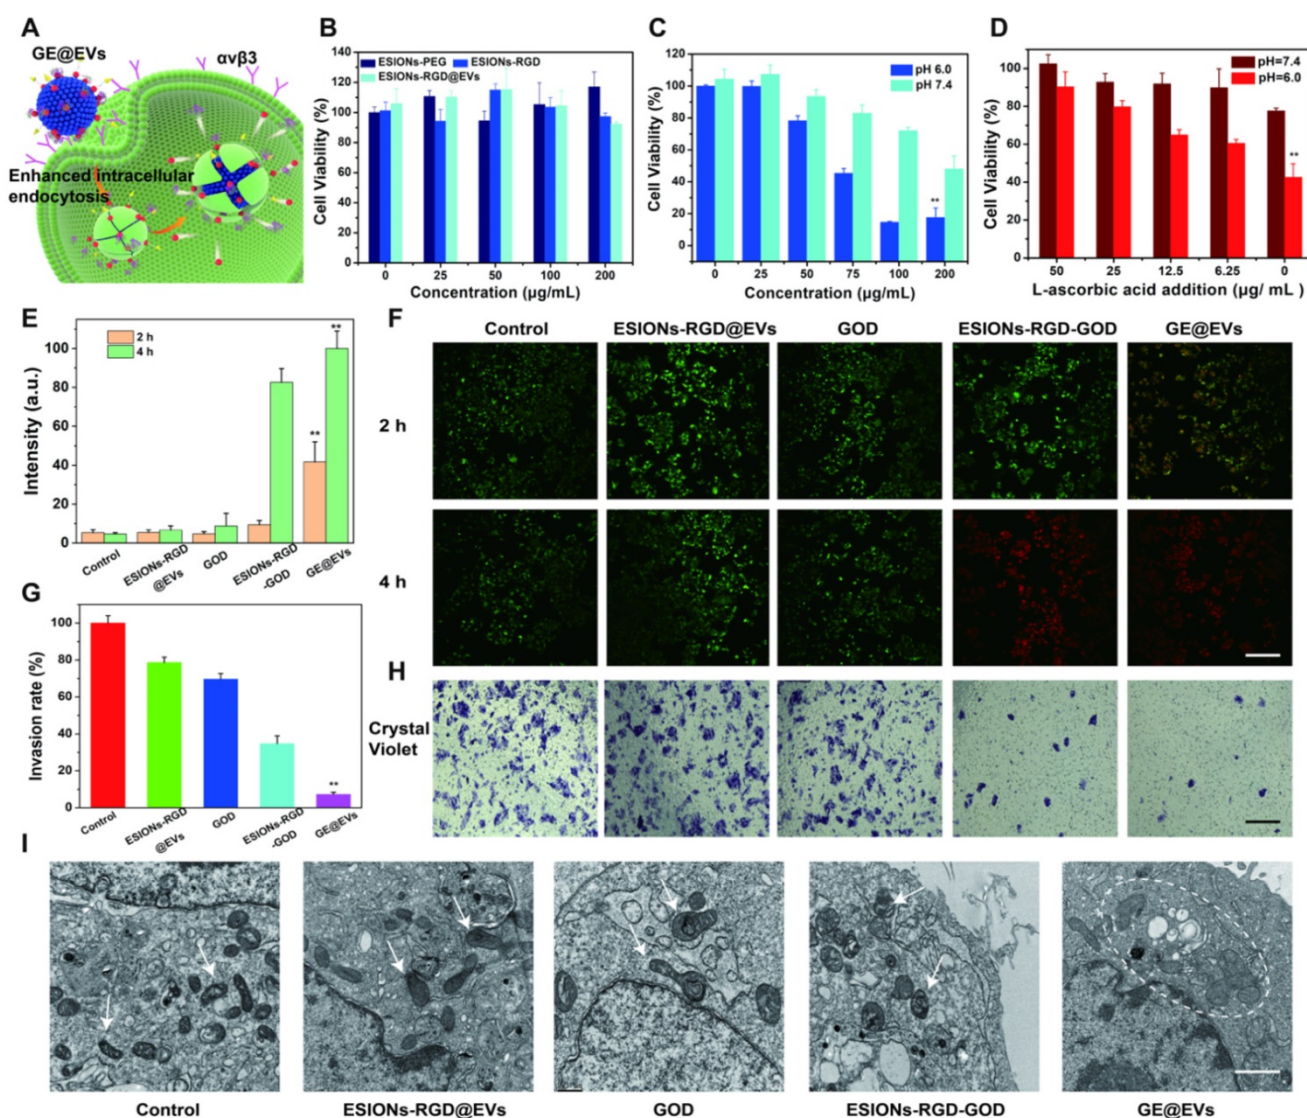 A
GE@EVs
αvβ3
Enhanced intracellular
endocytosis
B
ESIONs-PEG
ESIONs-RGD
ESIONs-RGD@EVs
Cell Viability (%)
140
120
100
80
60
40
20
0
0
25
50
100
200
Concentration (μg/mL)
C
pH 6.0
pH 7.4
Cell Viability (%)
120
100
80
60
40
20
0
0
25
50
75
100
200
**
Concentration (μg/mL)
D
pH=7.4
pH=6.0
Cell Viability (%)
100
80
60
40
20
0
50
25
12.5
6.25
0
**
L-ascorbic acid addition (μg/ mL )
E
2 h
4 h
Intensity (a.u.)
100
80
60
40
20
0
**
**
Control
ESIONs-RGD
@EVs
GOD
ESIONs-RGD
-GOD
GE@EVs
F
Control
ESIONs-RGD@EVs
GOD
ESIONs-RGD-GOD
GE@EVs
2 h
4 h
G
Invasion rate (%)
100
80
60
40
20
0
**
Control
ESIONs-RGD
@EVs
GOD
ESIONs-RGD
-GOD
GE@EVs
H
Crystal
Violet
I
Control
ESIONs-RGD@EVs
GOD
ESIONs-RGD-GOD
GE@EVs